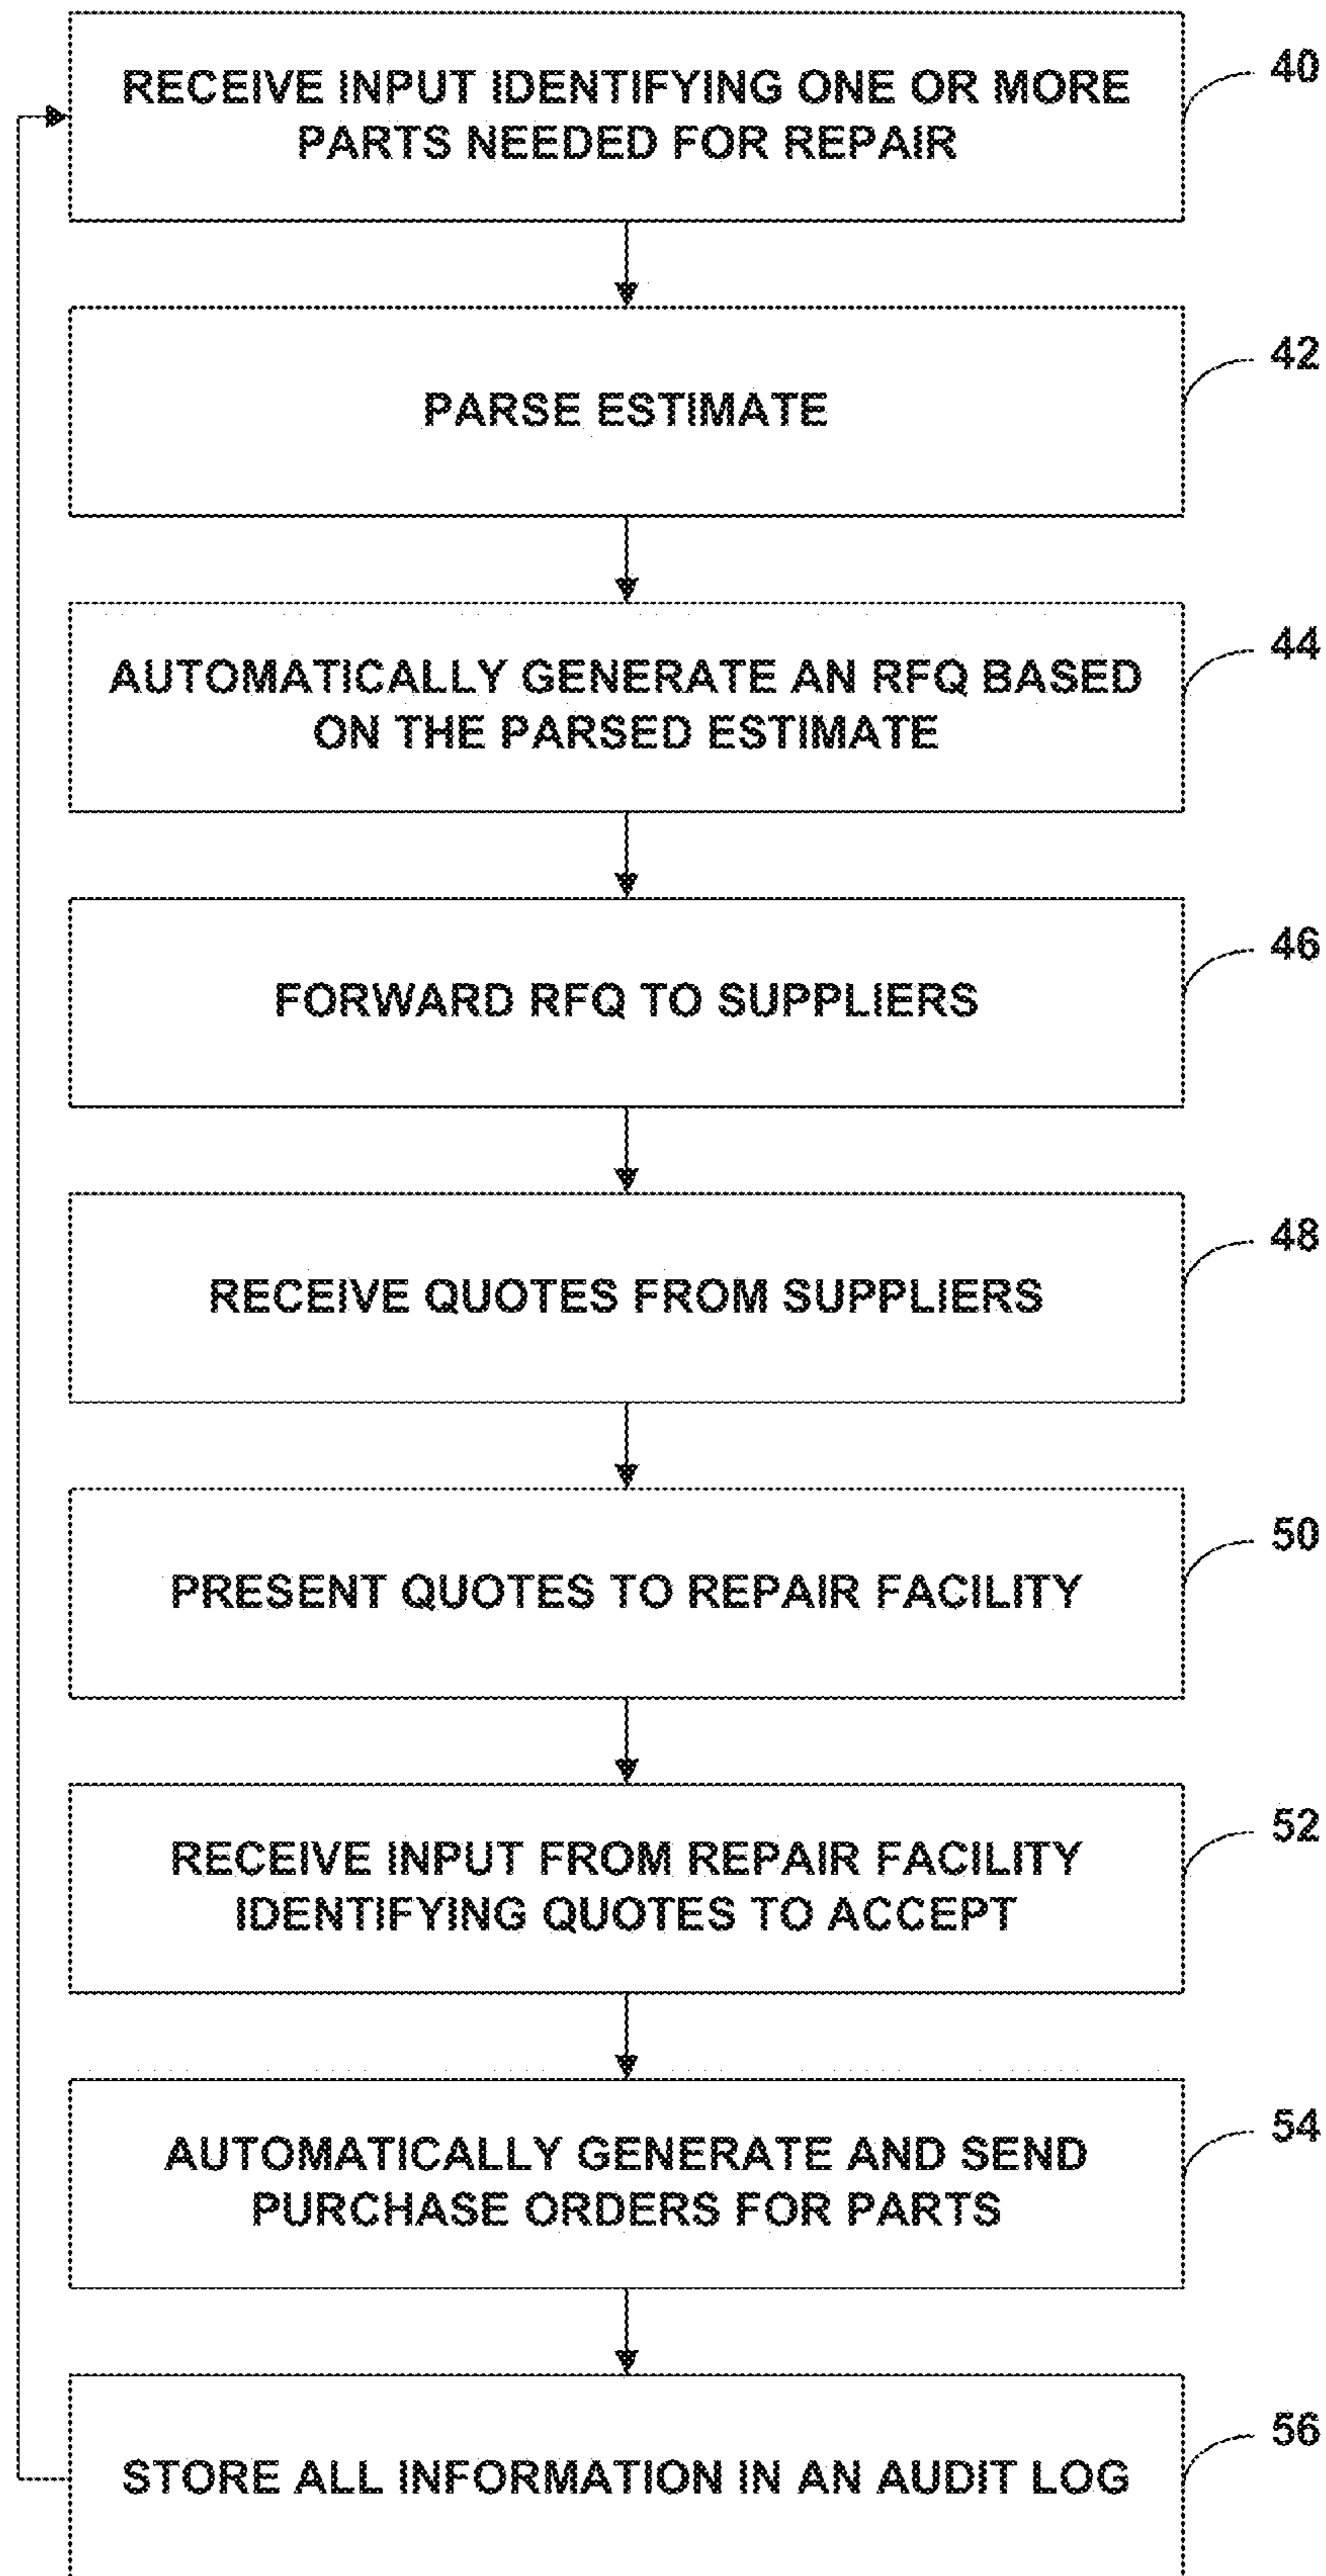 RECEIVE INPUT IDENTIFYING ONE OR MORE
PARTS NEEDED FOR REPAIR
40
PARSE ESTIMATE
42
AUTOMATICALLY GENERATE AN RFQ BASED
ON THE PARSED ESTIMATE
44
FORWARD RFQ TO SUPPLIERS
46
RECEIVE QUOTES FROM SUPPLIERS
48
PRESENT QUOTES TO REPAIR FACILITY
50
RECEIVE INPUT FROM REPAIR FACILITY
IDENTIFYING QUOTES TO ACCEPT
52
AUTOMATICALLY GENERATE AND SEND
PURCHASE ORDERS FOR PARTS
54
STORE ALL INFORMATION IN AN AUDIT LOG
56